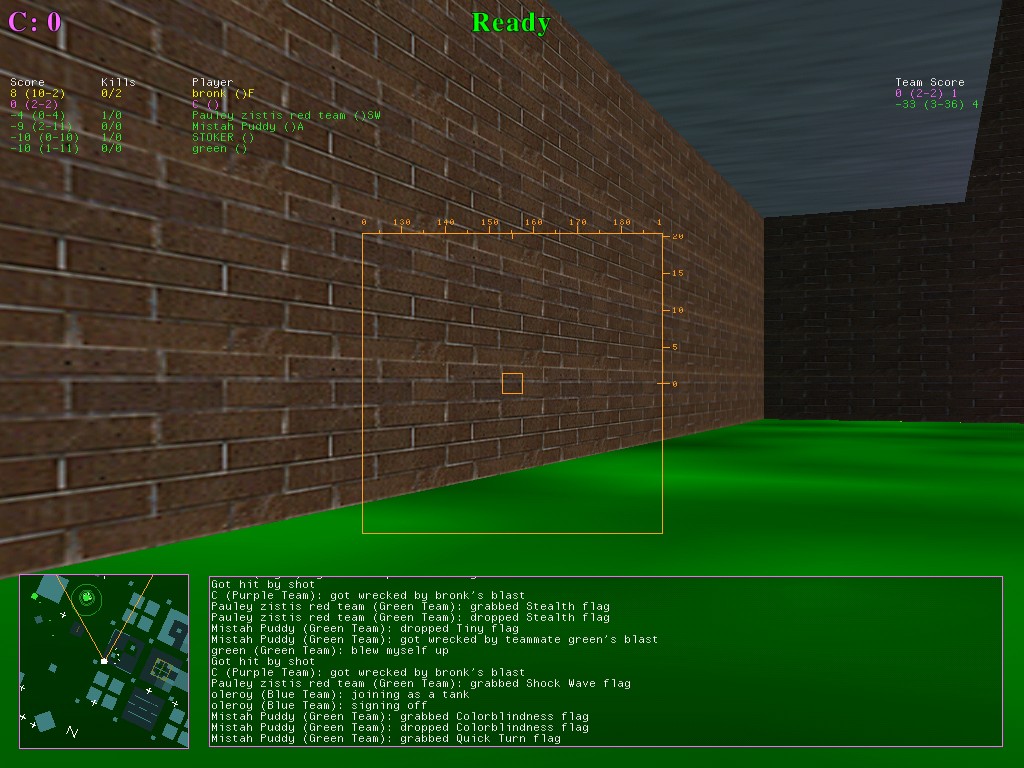 C: 0
Ready
Score Kills Player
8 (10-2) 0/2 bronk ()F
0 (2-2) C ()
-4 (0-4) 1/0 Pauley zistis red team ()SW
-9 (2-11) 0/0 Mistah Puddy ()A
-10 (0-10) 1/0 STOKER ()
-10 (1-11) 0/0 green ()
Team Score
0 (2-2) 1
-33 (3-36) 4
0 130 140 150 160 170 180 1
20
15
10
5
0
N
Got hit by shot
C (Purple Team): got wrecked by bronk's blast
Pauley zistis red team (Green Team): grabbed Stealth flag
Pauley zistis red team (Green Team): dropped Stealth flag
Mistah Puddy (Green Team): dropped Tiny flag
Mistah Puddy (Green Team): got wrecked by teammate green's blast
green (Green Team): blew myself up
Got hit by shot
C (Purple Team): got wrecked by bronk's blast
Pauley zistis red team (Green Team): grabbed Shock Wave flag
oleroy (Blue Team): joining as a tank
oleroy (Blue Team): signing off
Mistah Puddy (Green Team): grabbed Colorblindness flag
Mistah Puddy (Green Team): dropped Colorblindness flag
Mistah Puddy (Green Team): grabbed Quick Turn flag